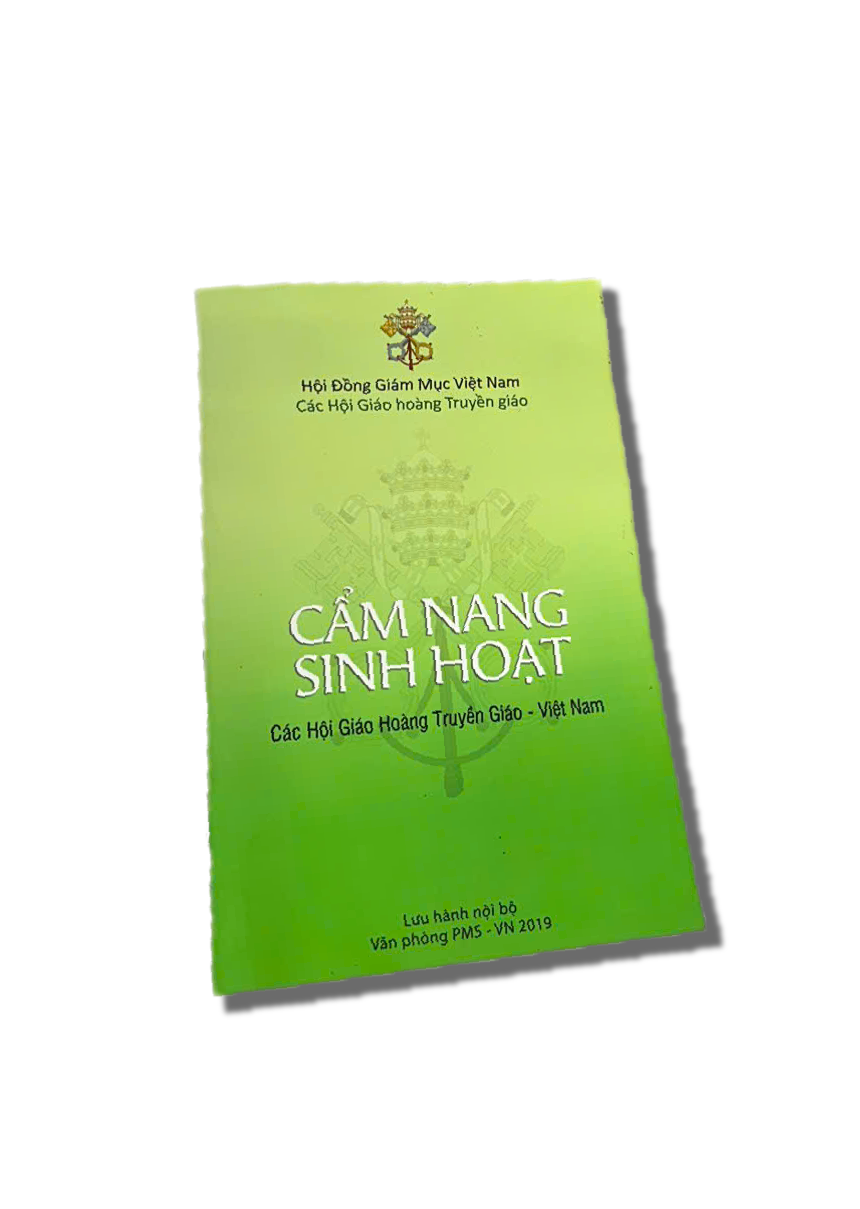 Hội Đồng Giám Mục Việt Nam
Các Hội Giáo hoàng Truyền giáo
CẨM NANG
SINH HOẠT
Các Hội Giáo Hoàng Truyền Giáo - Việt Nam
Lưu hành nội bộ
Văn phòng PMS - VN 2019